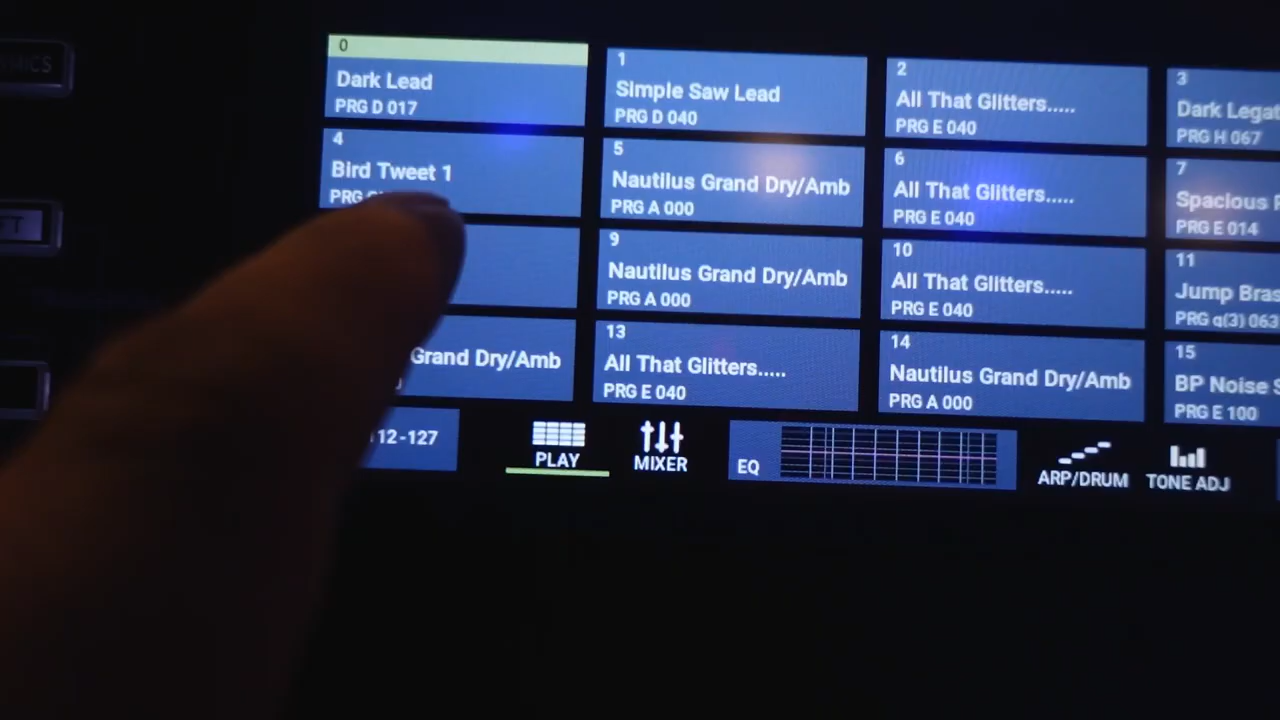 0
Dark Lead
PRG D 017
1
Simple Saw Lead
PRG D 040
2
All That Glitters.....
PRG E 040
3
Dark
PRG H 067
4
Bird Tweet 1
PRG
5
Nautilus Grand Dry/Amb
PRG A 000
6
All That Glitters.....
PRG E 040
7
Spacious
PRG E 014
9
Nautilus Grand Dry/Amb
PRG A 000
10
All That Glitters.....
PRG E 040
11
Jump
PRG q(3) 063
Grand Dry/Amb
13
All That Glitters.....
PRG E 040
14
Nautilus Grand Dry/Amb
PRG A 000
15
BP Noise
PRG E 100
12-127
PLAY
MIXER
EQ
ARP/DRUM
TONE ADJ